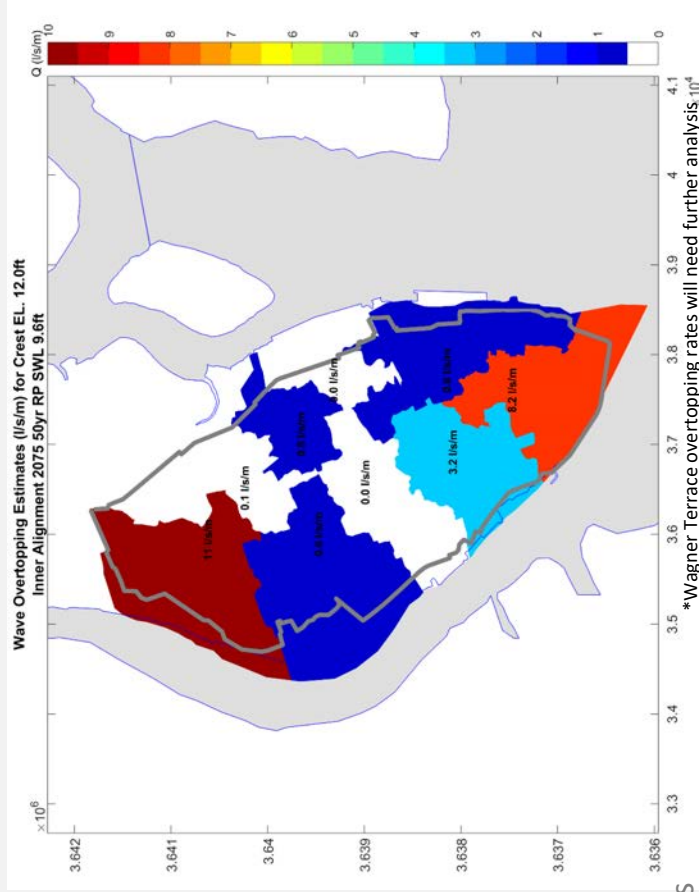 Wave Overtopping Estimates (l/s/m) for Crest EL. 12.0ft
Inner Alignment 2075 50yr RP SWL 9.6ft
Q (l/s/m)
10
9
8
7
6
5
4
3
2
1
0
×10⁶
3.642
3.641
3.64
3.639
3.638
3.637
3.636
11 l/s/m
0.1 l/s/m
0.0 l/s/m
0.0 l/s/m
3.2 l/s/m
8.2 l/s/m
3.3
3.4
3.5
3.6
3.7
3.8
3.9
4
4.1
10⁴
*Wagner Terrace overtopping rates will need further analysis
S